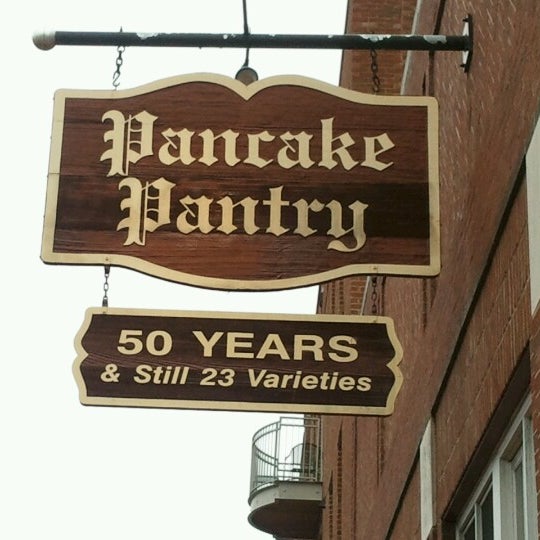 Pancake
Pantry
50 YEARS
& Still 23 Varieties